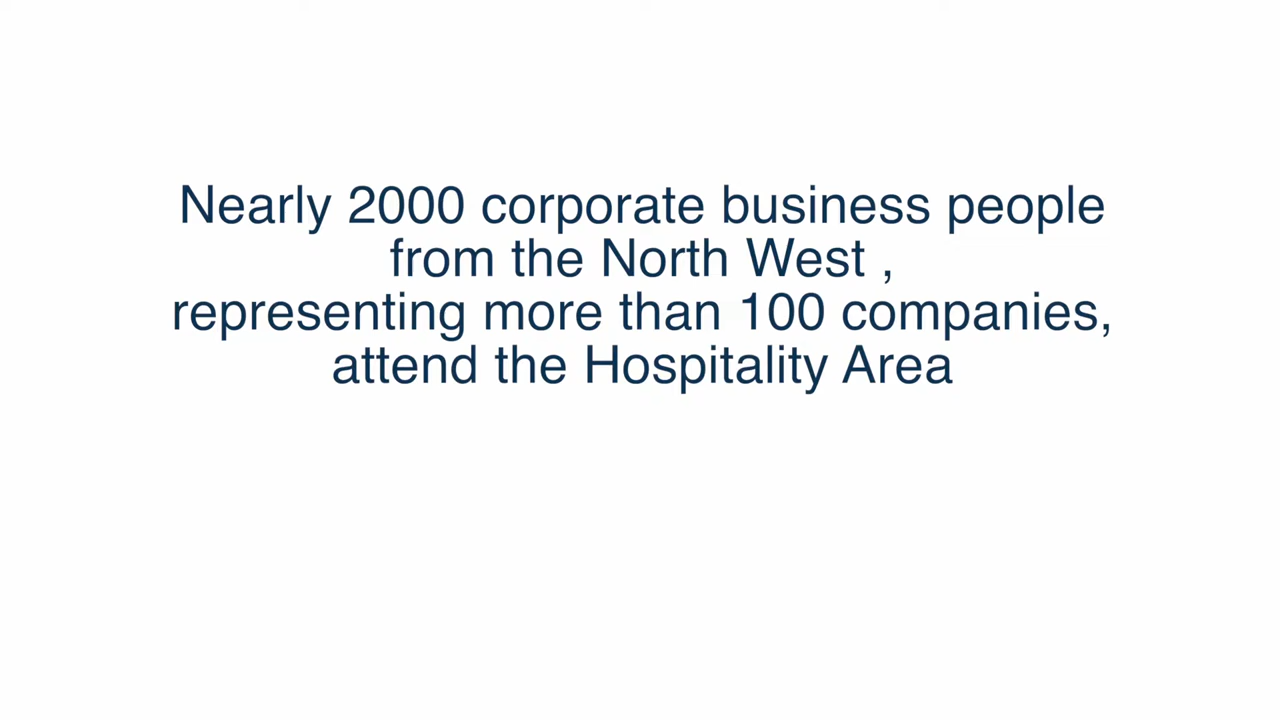 Nearly 2000 corporate business people
from the North West ,
representing more than 100 companies,
attend the Hospitality Area